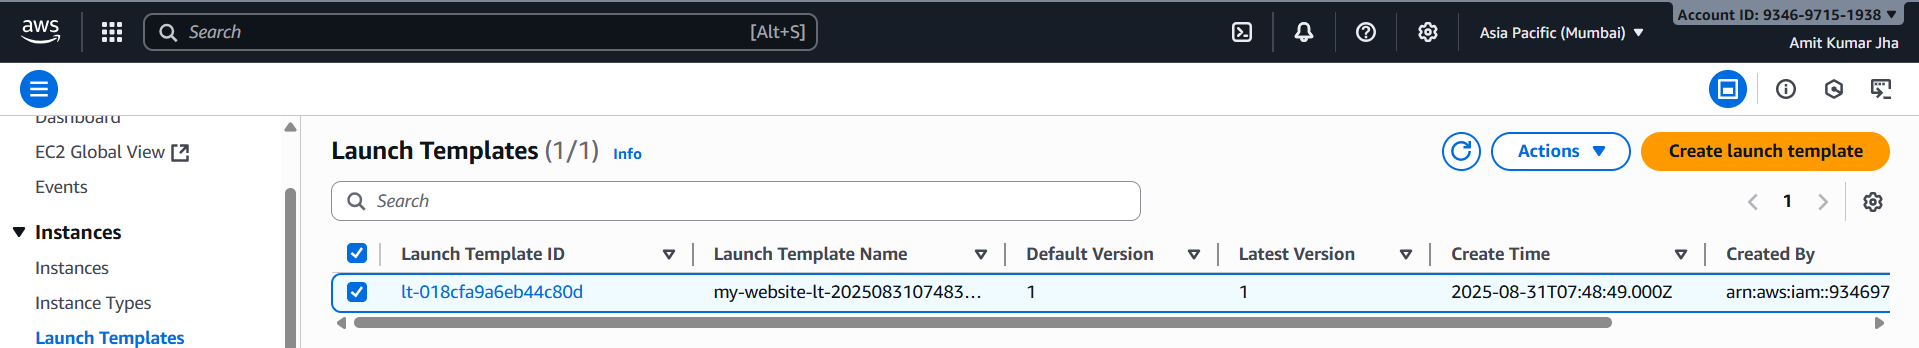 aws Search [Alt+S] Asia Pacific (Mumbai) Account ID: 9346-9715-1938
Amit Kumar Jha
Dashboard
EC2 Global View
Events
Instances
Instances
Instance Types
Launch Templates
Launch Templates (1/1) Info Actions Create launch template
Search 1
Launch Template ID Launch Template Name Default Version Latest Version Create Time Created By
lt-018cfa9a6eb44c80d my-website-lt-2025083107483... 1 1 2025-08-31T07:48:49.000Z arn:aws:iam::934697